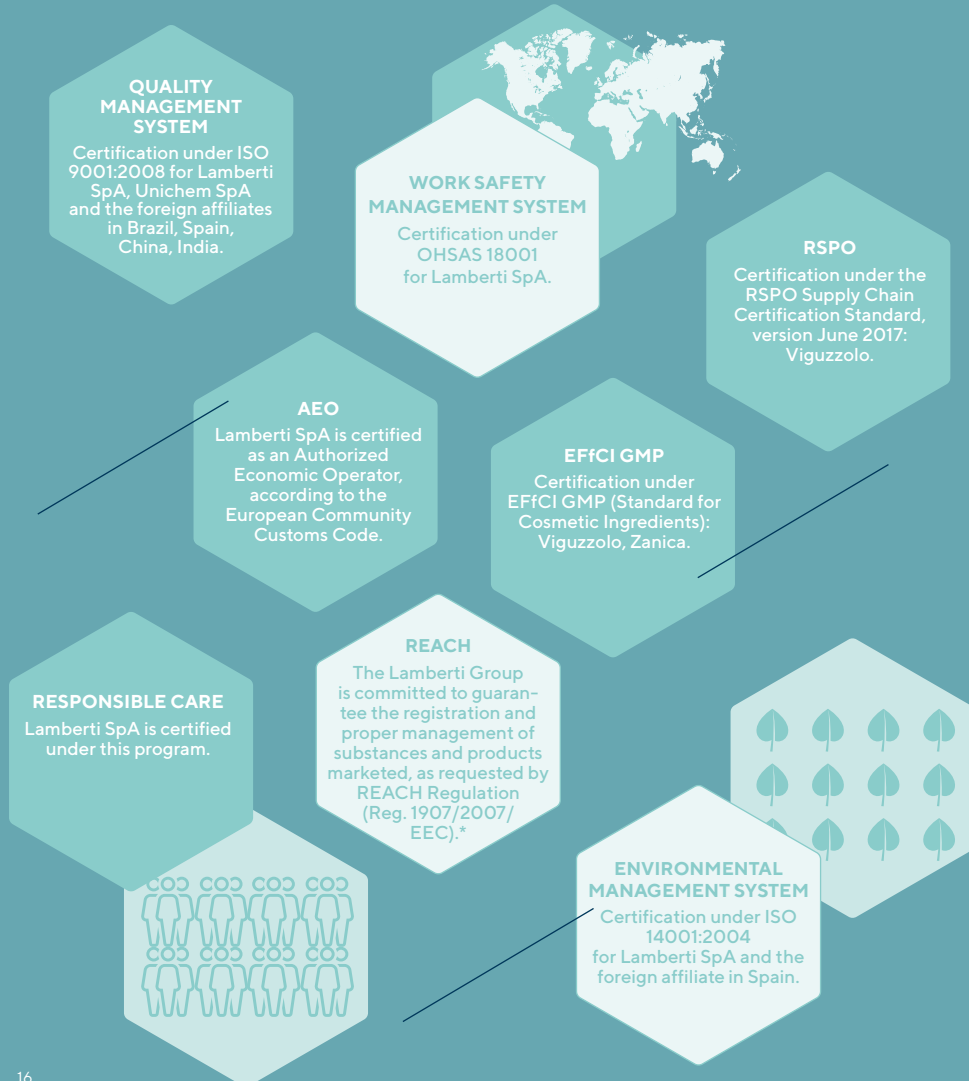 QUALITY
MANAGEMENT
SYSTEM
Certification under ISO
9001:2008 for Lamberti
SpA, Unichem SpA
and the foreign affiliates
in Brazil, Spain,
China, India.
WORK SAFETY
MANAGEMENT SYSTEM
Certification under
OHSAS 18001
for Lamberti SpA.
RSPO
Certification under the
RSPO Supply Chain
Certification Standard,
version June 2017:
Viguzzolo.
AEO
Lamberti SpA is certified
as an Authorized
Economic Operator,
according to the
European Community
Customs Code.
EFfCI GMP
Certification under
EFfCI GMP (Standard for
Cosmetic Ingredients):
Viguzzolo, Zanica.
RESPONSIBLE CARE
Lamberti SpA is certified
under this program.
REACH
The Lamberti Group
is committed to guaran-
tee the registration and
proper management of
substances and products
marketed, as requested by
REACH Regulation
(Reg. 1907/2007/
EEC).*
ENVIRONMENTAL
MANAGEMENT SYSTEM
Certification under ISO
14001:2004
for Lamberti SpA and the
foreign affiliate in Spain.
16